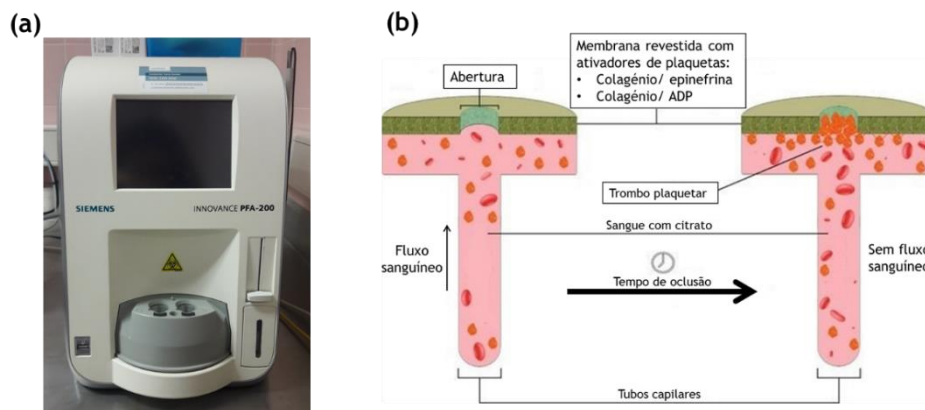 (a)
SIEMENS
INNOVANCE PFA-200
(b)
Abertura
Membrana revestida com
ativadores de plaquetas:
• Colagénio/ epinefrina
• Colagénio/ ADP
Trombo plaquetar
Sangue com citrato
Fluxo
sanguíneo
Sem fluxo
sanguíneo
Tempo de oclusão
Tubos capilares